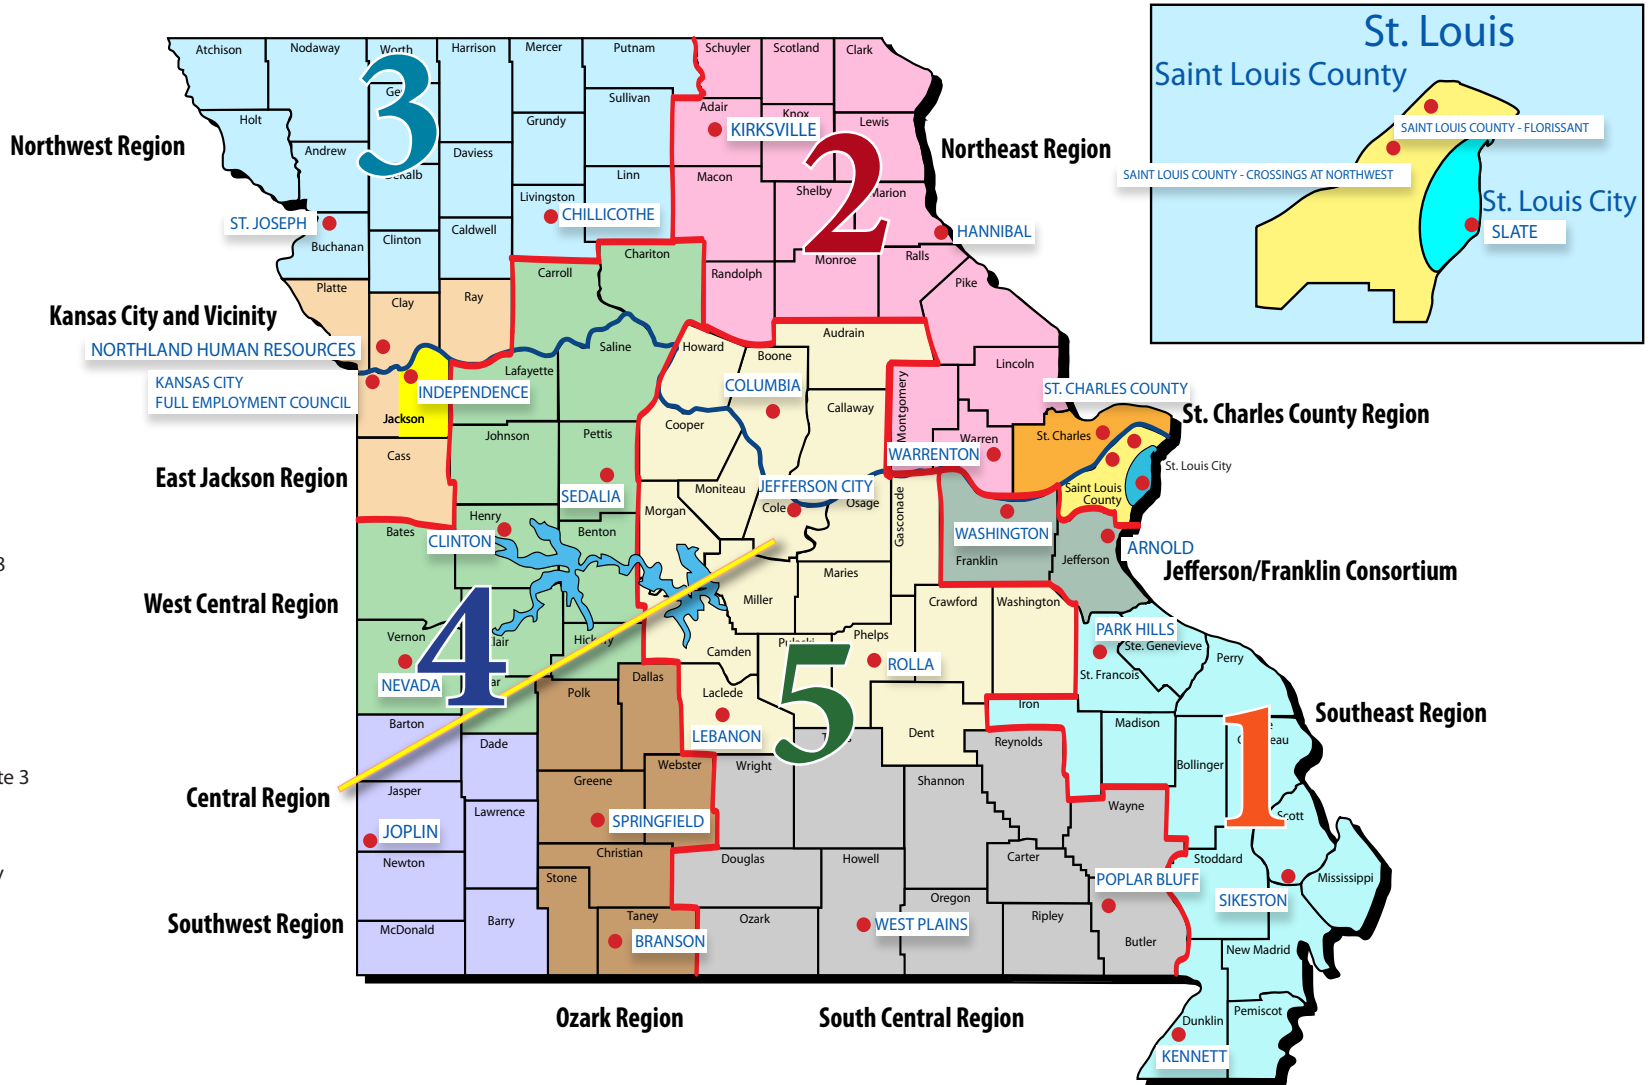 St. Louis
Saint Louis County
SAINT LOUIS COUNTY - FLORISSANT
SAINT LOUIS COUNTY - CROSSINGS AT NORTHWEST
St. Louis City
SLATE
Atchison
Nodaway
Worth
Harrison
Mercer
Putnam
Schuyler
Scotland
Clark
3
Sullivan
Adair
Knox
Lewis
Holt
Grundy
KIRKSVILLE
2
Northwest Region
Northeast Region
Andrew
Daviess
Linn
Macon
Shelby
Marion
Livingston
CHILLICOTHE
ST. JOSEPH
Buchanan
Clinton
Caldwell
HANNIBAL
Chariton
Carroll
Randolph
Monroe
Ralls
Pike
Platte
Clay
Ray
Kansas City and Vicinity
NORTHLAND HUMAN RESOURCES
KANSAS CITY
FULL EMPLOYMENT COUNCIL
INDEPENDENCE
Jackson
Saline
Lafayette
Howard
Boone
Audrain
COLUMBIA
Callaway
Cooper
Montgomery
Lincoln
ST. CHARLES COUNTY
St. Charles County Region
St. Charles
Warren
WARRENTON
St. Louis City
Saint Louis
County
Johnson
Pettis
Cass
East Jackson Region
SEDALIA
Moniteau
JEFFERSON CITY
Morgan
Cole
Osage
Gasconade
Henry
CLINTON
Bates
Benton
WASHINGTON
Franklin
Jefferson
ARNOLD
Jefferson/Franklin Consortium
8
West Central Region
Maries
Miller
Crawford
Washington
4
Vernon
NEVADA
Hickory
Camden
Phelps
ROLLA
5
PARK HILLS
Ste. Genevieve
Perry
St. Francois
Polk
Dallas
Laclede
LEBANON
Iron
Madison
Southeast Region
Barton
Dade
Dent
Reynolds
Bollinger
1
Webster
Wright
Greene
Shannon
te 3
Central Region
Jasper
JOPLIN
Lawrence
SPRINGFIELD
Wayne
Scott
Newton
Christian
Stone
Douglas
Howell
Carter
Stoddard
Mississippi
y
POPLAR BLUFF
SIKESTON
Oregon
Southwest Region
McDonald
Barry
Taney
BRANSON
Ozark
WEST PLAINS
Ripley
Butler
New Madrid
Ozark Region
South Central Region
Pemiscot
Dunklin
KENNETT